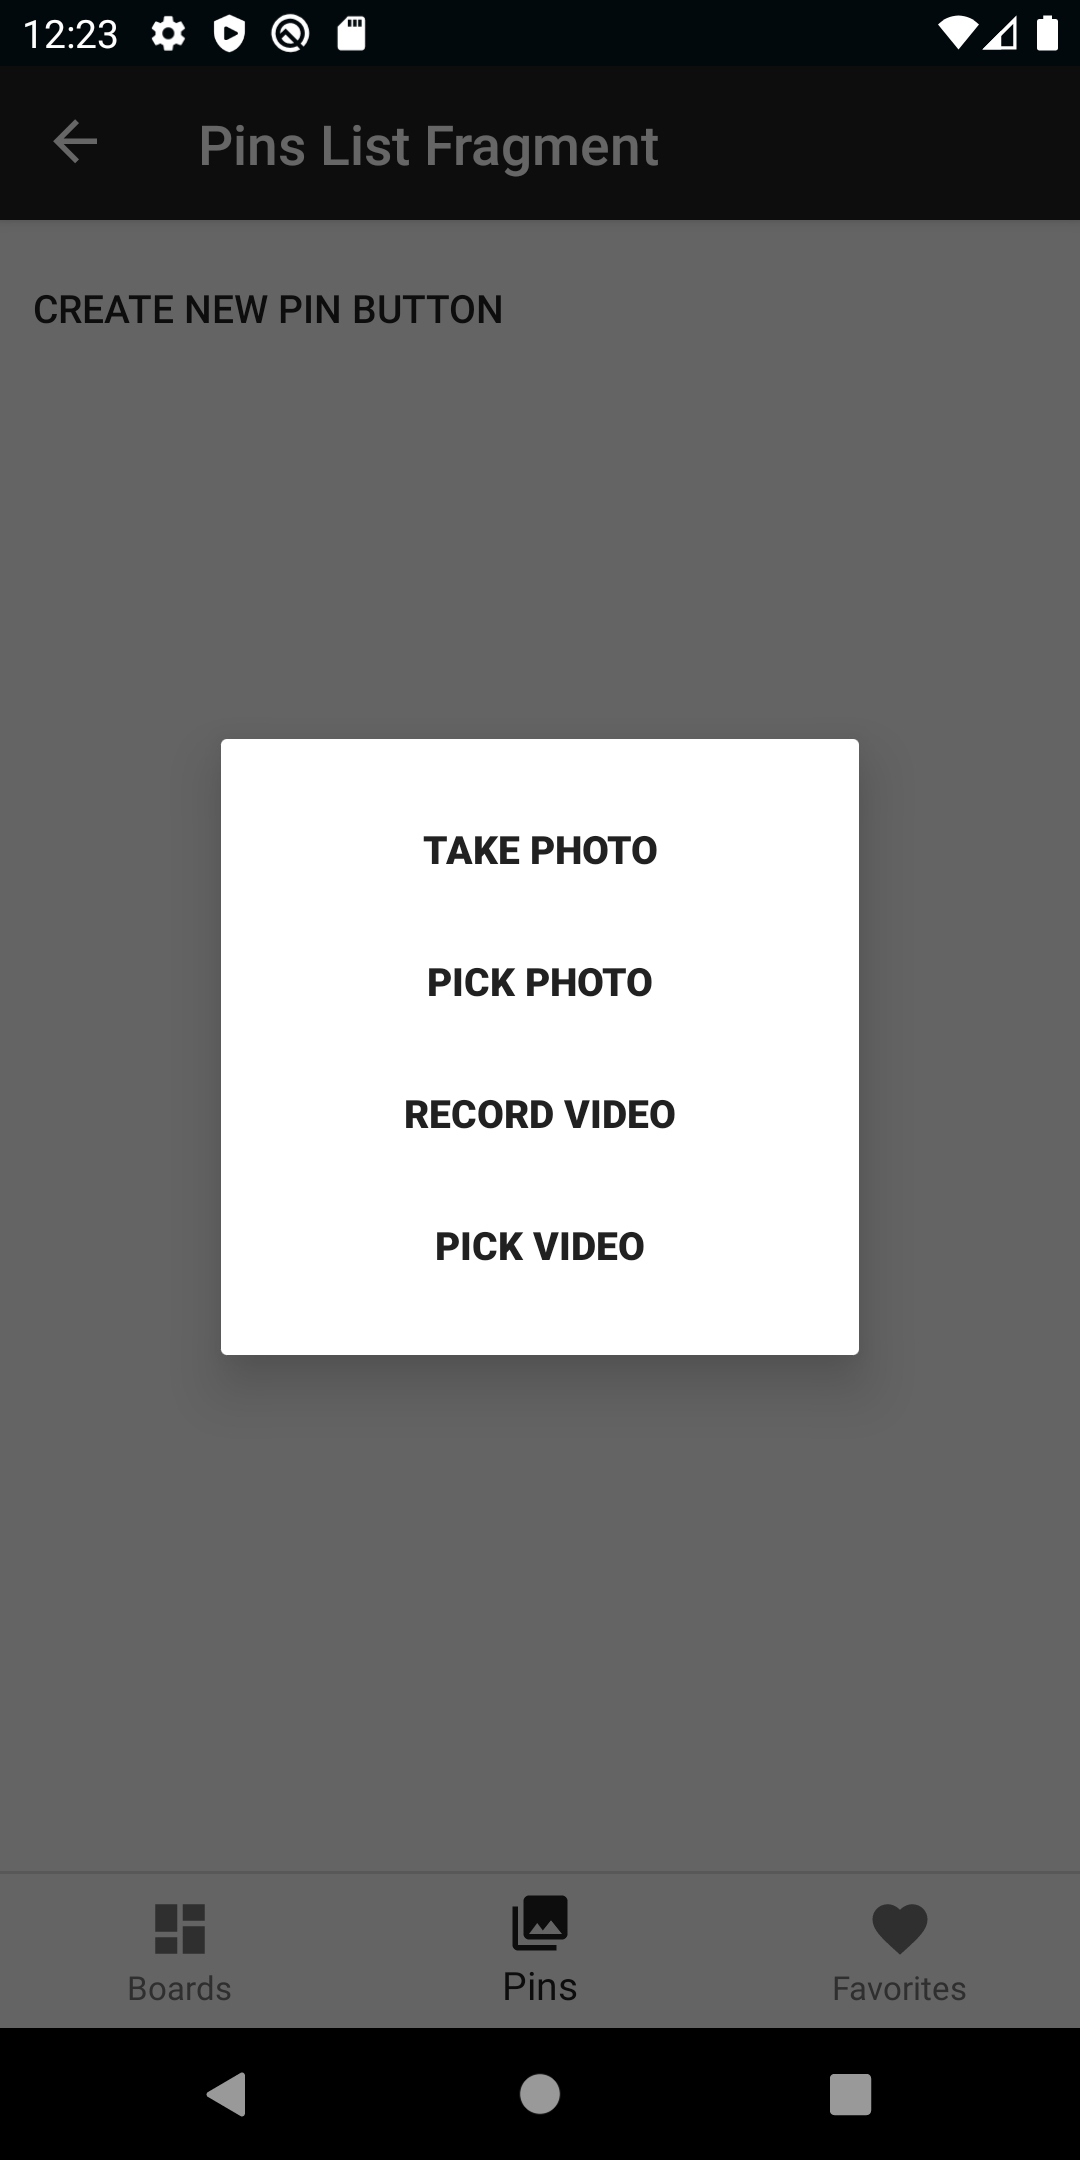 12:23
Pins List Fragment
CREATE NEW PIN BUTTON
TAKE PHOTO
PICK PHOTO
RECORD VIDEO
PICK VIDEO
Boards
Pins
Favorites